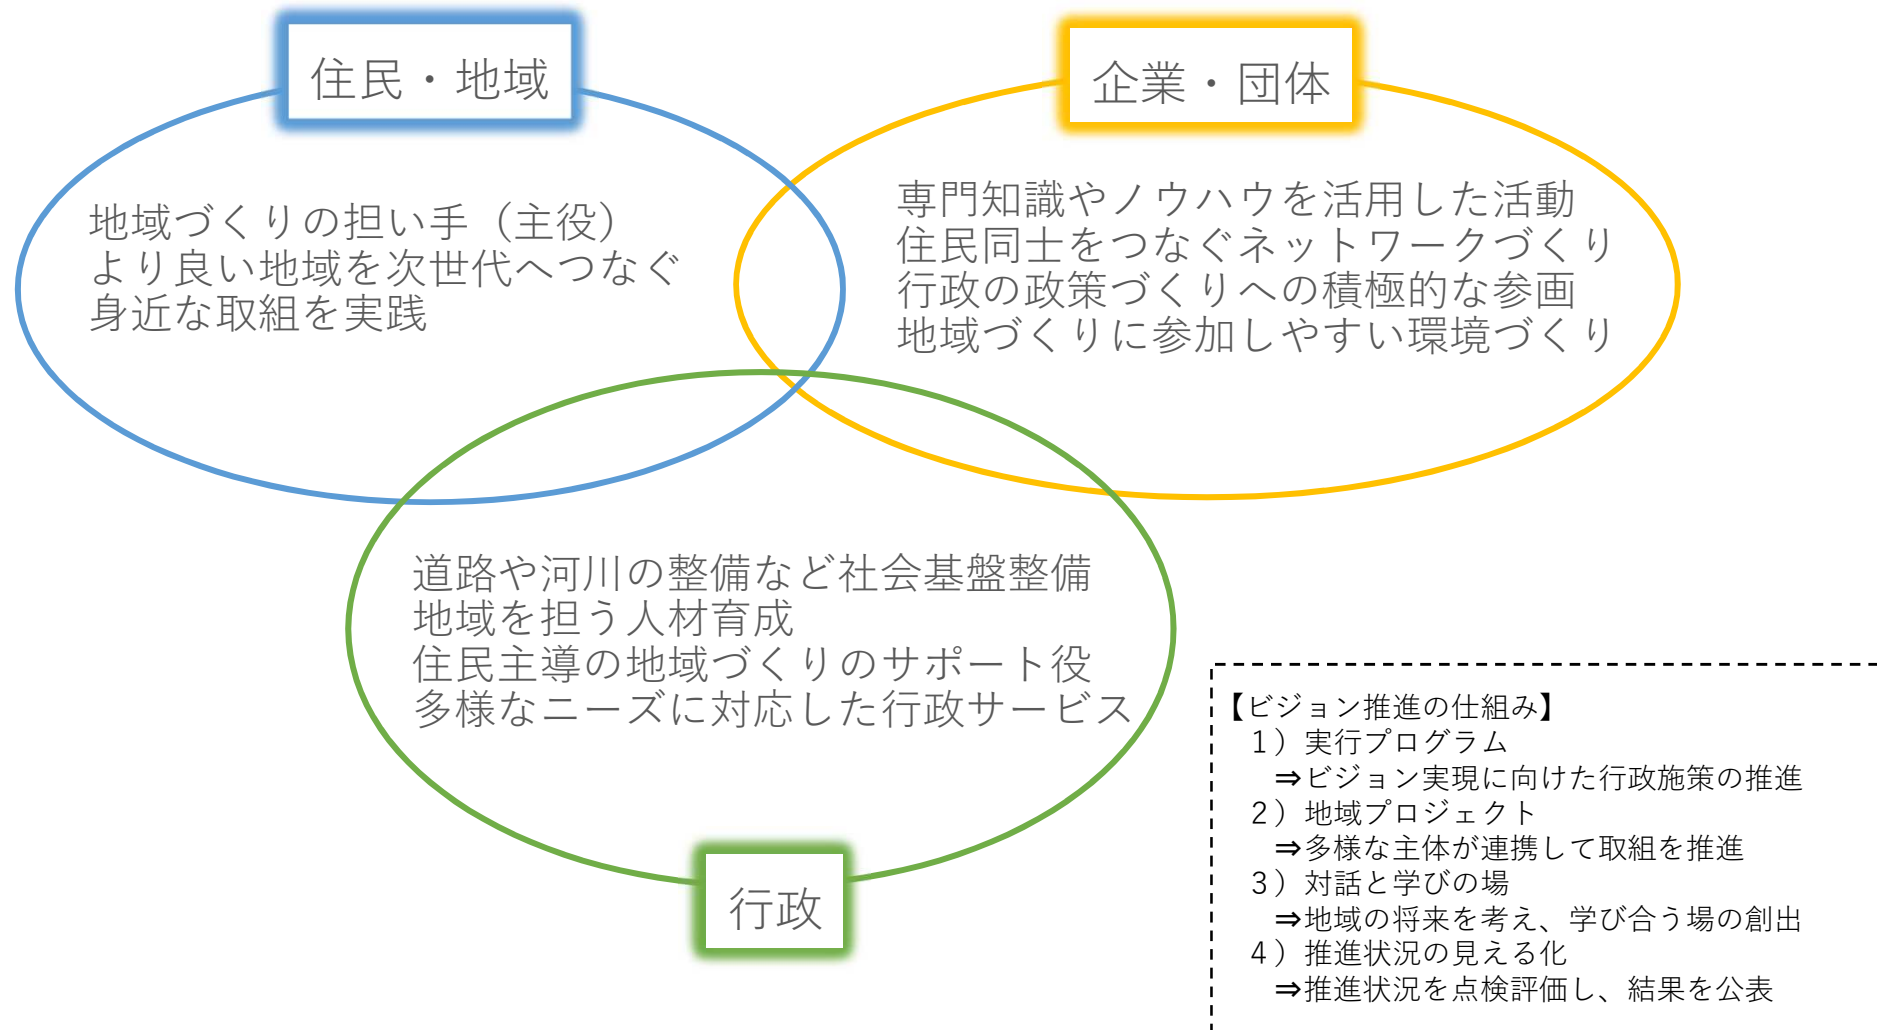 住民・地域
地域づくりの担い手（主役）
より良い地域を次世代へつなぐ
身近な取組を実践
企業・団体
専門知識やノウハウを活用した活動
住民同士をつなぐネットワークづくり
行政の政策づくりへの積極的な参画
地域づくりに参加しやすい環境づくり
道路や河川の整備など社会基盤整備
地域を担う人材育成
住民主導の地域づくりのサポート役
多様なニーズに対応した行政サービス
行政
【ビジョン推進の仕組み】
１）実行プログラム
⇒ビジョン実現に向けた行政施策の推進
２）地域プロジェクト
⇒多様な主体が連携して取組を推進
３）対話と学びの場
⇒地域の将来を考え、学び合う場の創出
４）推進状況の見える化
⇒推進状況を点検評価し、結果を公表